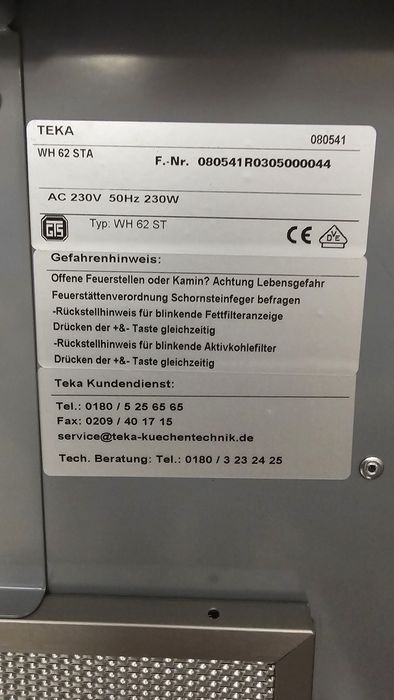 TEKA 080541
WH 62 STA F.-Nr. 080541R0305000044
AC 230V 50Hz 230W
GS Typ: WH 62 ST CE VDE
Gefahrenhinweis:
Offene Feuerstellen oder Kamin? Achtung Lebensgefahr
Feuerstättenverordnung Schornsteinfeger befragen
-Rückstellhinweis für blinkende Fettfilteranzeige
Drücken der +&- Taste gleichzeitig
-Rückstellhinweis für blinkende Aktivkohlefilter
Drücken der +&- Taste gleichzeitig
Teka Kundendienst:
Tel.: 0180 / 5 25 65 65
Fax: 0209 / 40 17 15
service@teka-kuechentechnik.de
Tech. Beratung: Tel.: 0180 / 3 23 24 25